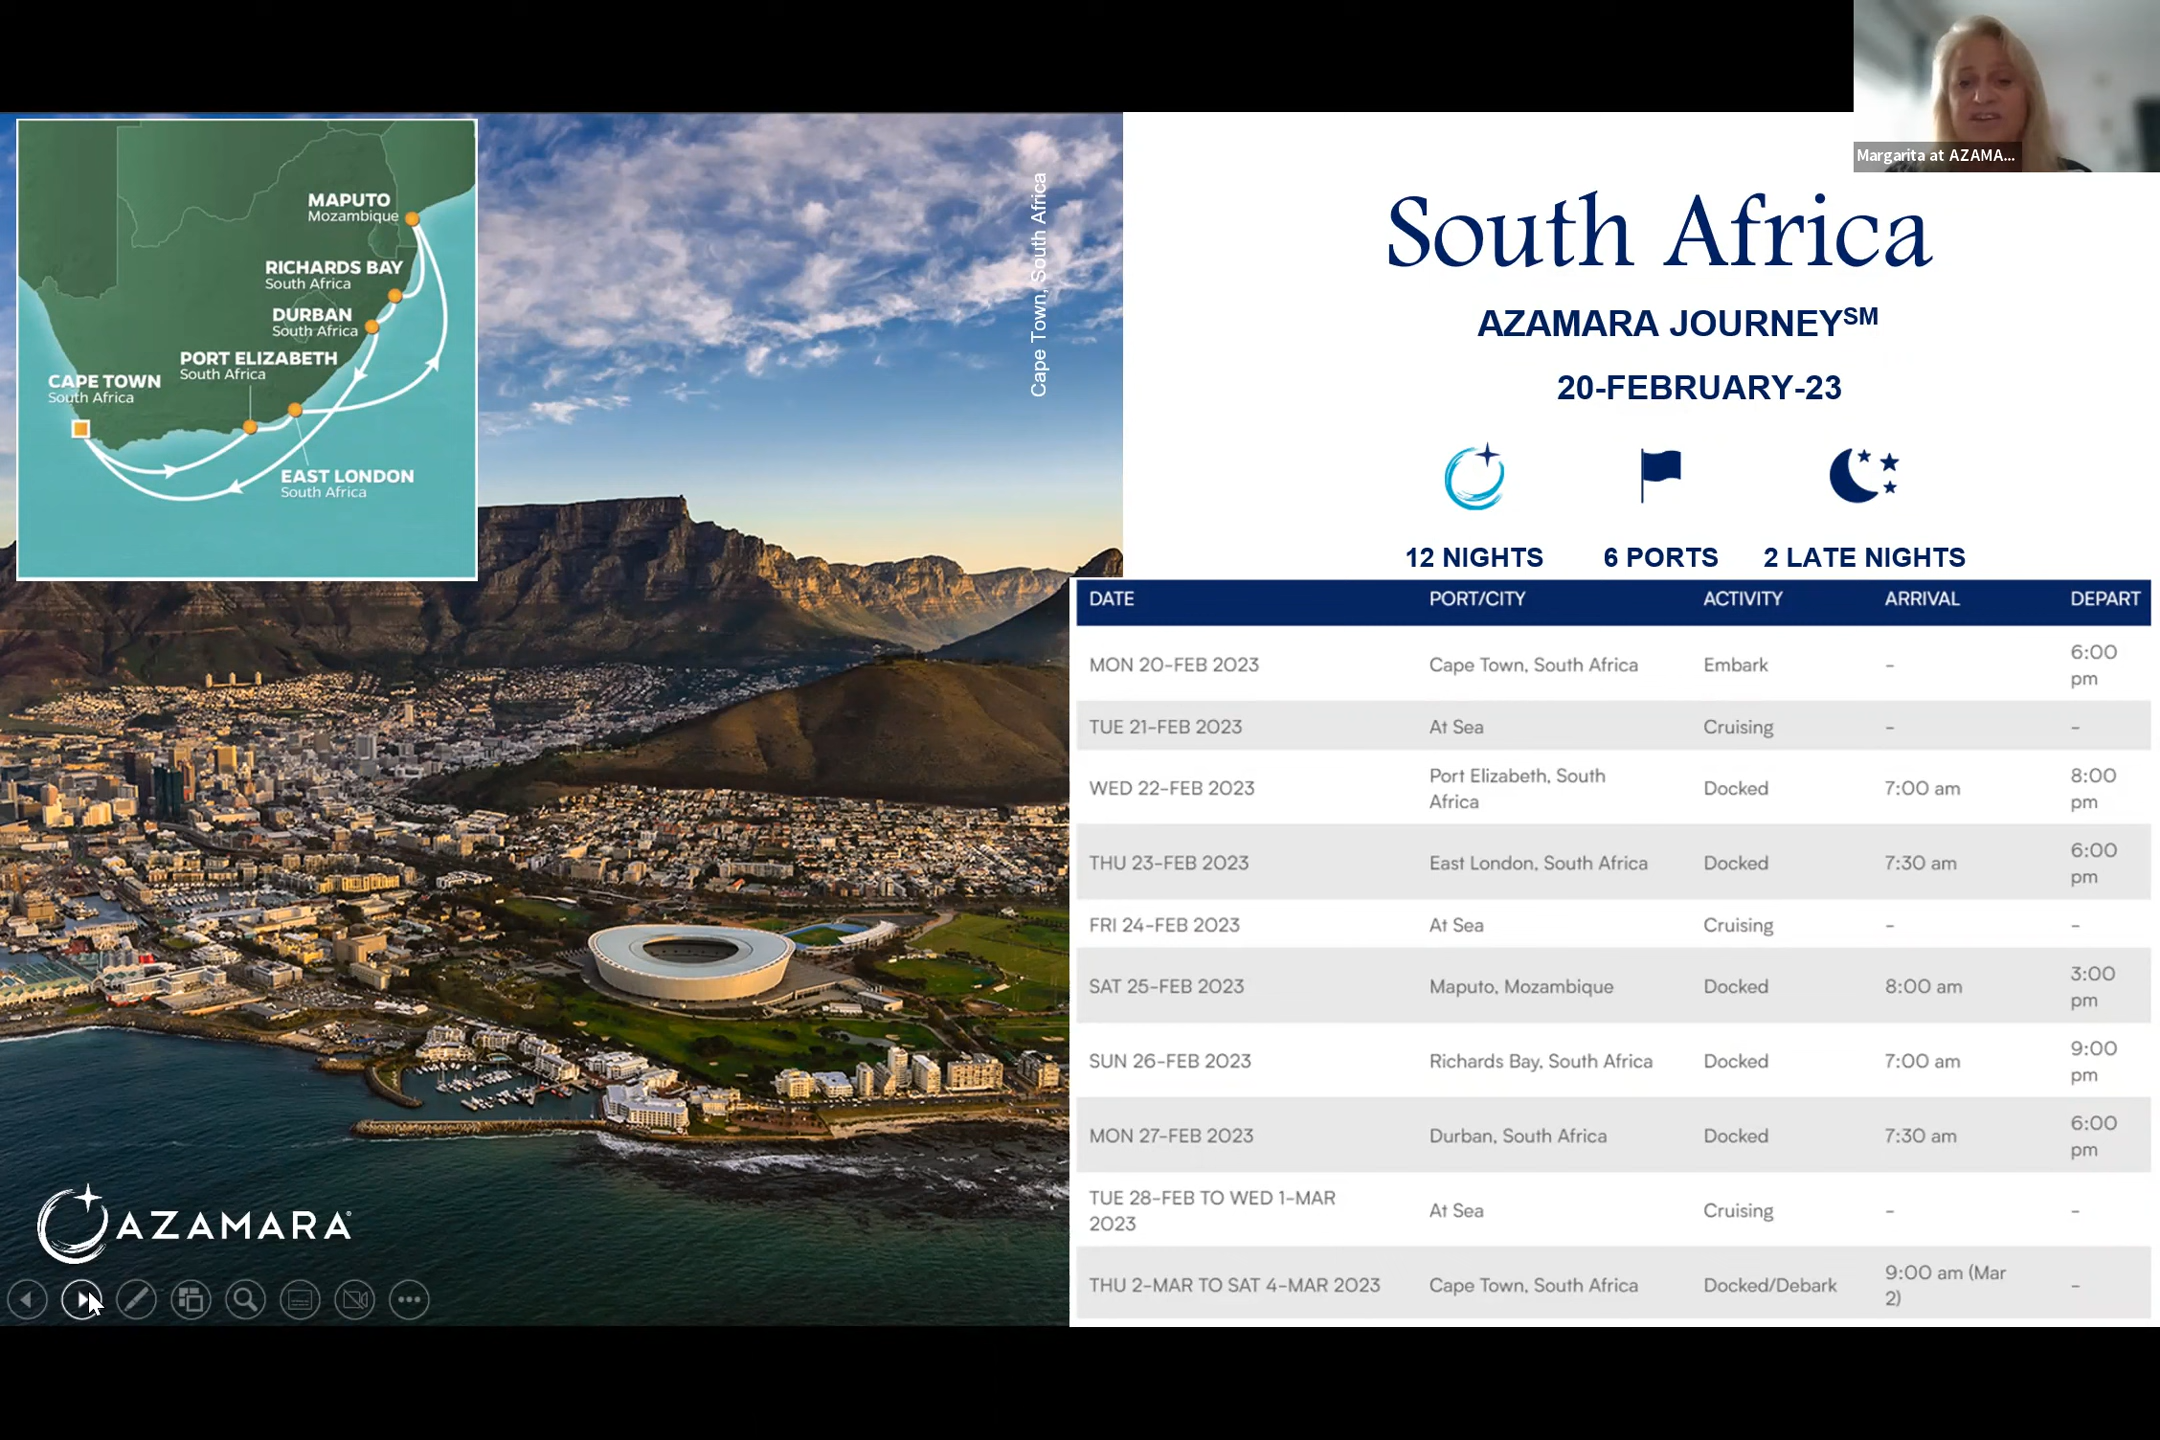 Margarita at AZAMA...
MAPUTO
Mozambique
RICHARDS BAY
South Africa
DURBAN
South Africa
PORT ELIZABETH
South Africa
CAPE TOWN
South Africa
EAST LONDON
South Africa
Cape Town, South Africa
AZAMARA®
South Africa
AZAMARA JOURNEY℠
20-FEBRUARY-23
12 NIGHTS 6 PORTS 2 LATE NIGHTS
DATE PORT/CITY ACTIVITY ARRIVAL DEPART
MON 20-FEB 2023 Cape Town, South Africa Embark - 6:00
pm
TUE 21-FEB 2023 At Sea Cruising - -
WED 22-FEB 2023 Port Elizabeth, South
Africa Docked 7:00 am 8:00
pm
THU 23-FEB 2023 East London, South Africa Docked 7:30 am 6:00
pm
FRI 24-FEB 2023 At Sea Cruising - -
SAT 25-FEB 2023 Maputo, Mozambique Docked 8:00 am 3:00
pm
SUN 26-FEB 2023 Richards Bay, South Africa Docked 7:00 am 9:00
pm
MON 27-FEB 2023 Durban, South Africa Docked 7:30 am 6:00
pm
TUE 28-FEB TO WED 1-MAR
2023 At Sea Cruising - -
THU 2-MAR TO SAT 4-MAR 2023 Cape Town, South Africa Docked/Debark 9:00 am (Mar
2) -